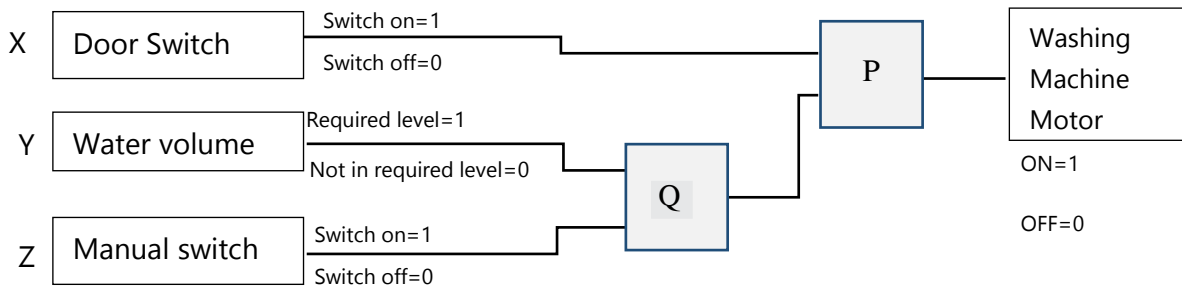 X
Door Switch
Switch on=1
Switch off=0
P
Washing
Machine
Motor
Y
Water volume
Required level=1
Not in required level=0
Q
ON=1
OFF=0
Z
Manual switch
Switch on=1
Switch off=0